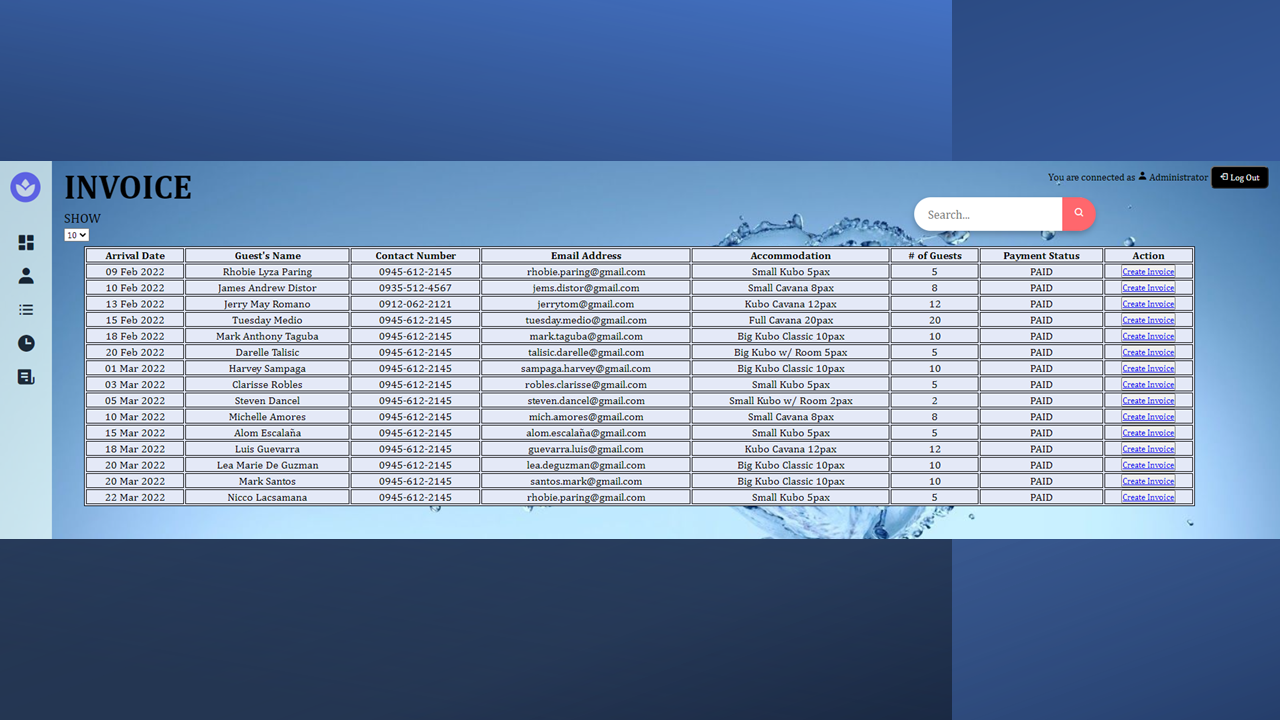 INVOICE
You are connected as Administrator Log Out
SHOW
Search...
10
Arrival Date Guest's Name Contact Number Email Address Accommodation # of Guests Payment Status Action
09 Feb 2022 Rhobie Lyza Paring 0945-612-2145 rhobie.paring@gmail.com Small Kubo 5pax 5 PAID Create Invoice
10 Feb 2022 James Andrew Distor 0935-512-4567 jems.distor@gmail.com Small Cavana 8pax 8 PAID Create Invoice
13 Feb 2022 Jerry May Romano 0912-062-2121 jerrytom@gmail.com Kubo Cavana 12pax 12 PAID Create Invoice
15 Feb 2022 Tuesday Medio 0945-612-2145 tuesday.medio@gmail.com Full Cavana 20pax 20 PAID Create Invoice
18 Feb 2022 Mark Anthony Taguba 0945-612-2145 mark.taguba@gmail.com Big Kubo Classic 10pax 10 PAID Create Invoice
20 Feb 2022 Darelle Talisic 0945-612-2145 talisic.darelle@gmail.com Big Kubo w/ Room 5pax 5 PAID Create Invoice
01 Mar 2022 Harvey Sampaga 0945-612-2145 sampaga.harvey@gmail.com Big Kubo Classic 10pax 10 PAID Create Invoice
03 Mar 2022 Clarisse Robles 0945-612-2145 robles.clarisse@gmail.com Small Kubo 5pax 5 PAID Create Invoice
05 Mar 2022 Steven Dancel 0945-612-2145 steven.dancel@gmail.com Small Kubo w/ Room 2pax 2 PAID Create Invoice
10 Mar 2022 Michelle Amores 0945-612-2145 mich.amores@gmail.com Small Cavana 8pax 8 PAID Create Invoice
15 Mar 2022 Alom Escalaña 0945-612-2145 alom.escalaña@gmail.com Small Kubo 5pax 5 PAID Create Invoice
18 Mar 2022 Luis Guevarra 0945-612-2145 guevarra.luis@gmail.com Kubo Cavana 12pax 12 PAID Create Invoice
20 Mar 2022 Lea Marie De Guzman 0945-612-2145 lea.deguzman@gmail.com Big Kubo Classic 10pax 10 PAID Create Invoice
20 Mar 2022 Mark Santos 0945-612-2145 santos.mark@gmail.com Big Kubo Classic 10pax 10 PAID Create Invoice
22 Mar 2022 Nicco Lacsamana 0945-612-2145 rhobie.paring@gmail.com Small Kubo 5pax 5 PAID Create Invoice